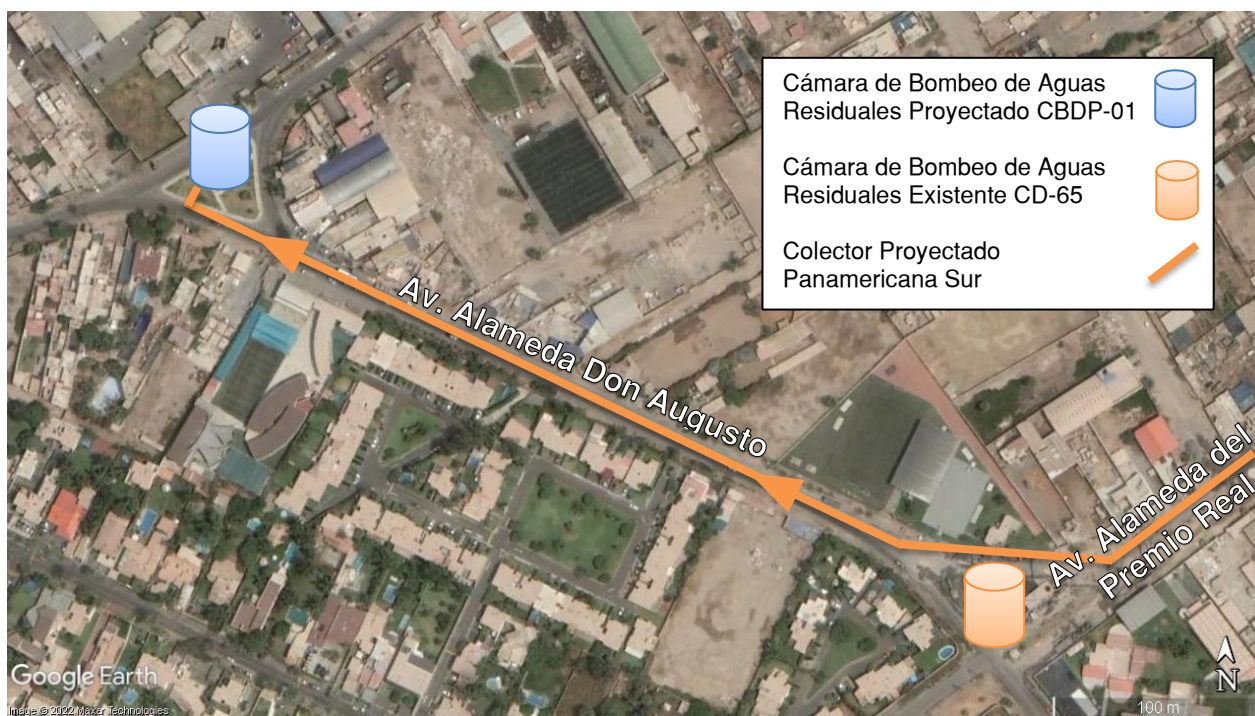 Cámara de Bombeo de Aguas
Residuales Proyectado CBDP-01
Cámara de Bombeo de Aguas
Residuales Existente CD-65
Colector Proyectado
Panamericana Sur
Av. Alameda Don Augusto
Av. Alameda del
Premio Real
Google Earth
Image © 2022 Maxar Technologies
N
100 m